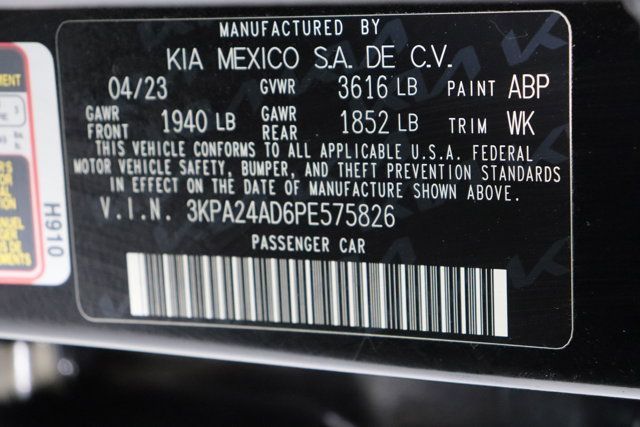 MANUFACTURED BY
KIA MEXICO S.A. DE C.V.
04/23 GVWR 3616 LB PAINT ABP
GAWR FRONT 1940 LB GAWR REAR 1852 LB TRIM WK
THIS VEHICLE CONFORMS TO ALL APPLICABLE U.S.A. FEDERAL
MOTOR VEHICLE SAFETY, BUMPER, AND THEFT PREVENTION STANDARDS
IN EFFECT ON THE DATE OF MANUFACTURE SHOWN ABOVE.
V.I.N. 3KPA24AD6PE575826
PASSENGER CAR
H910